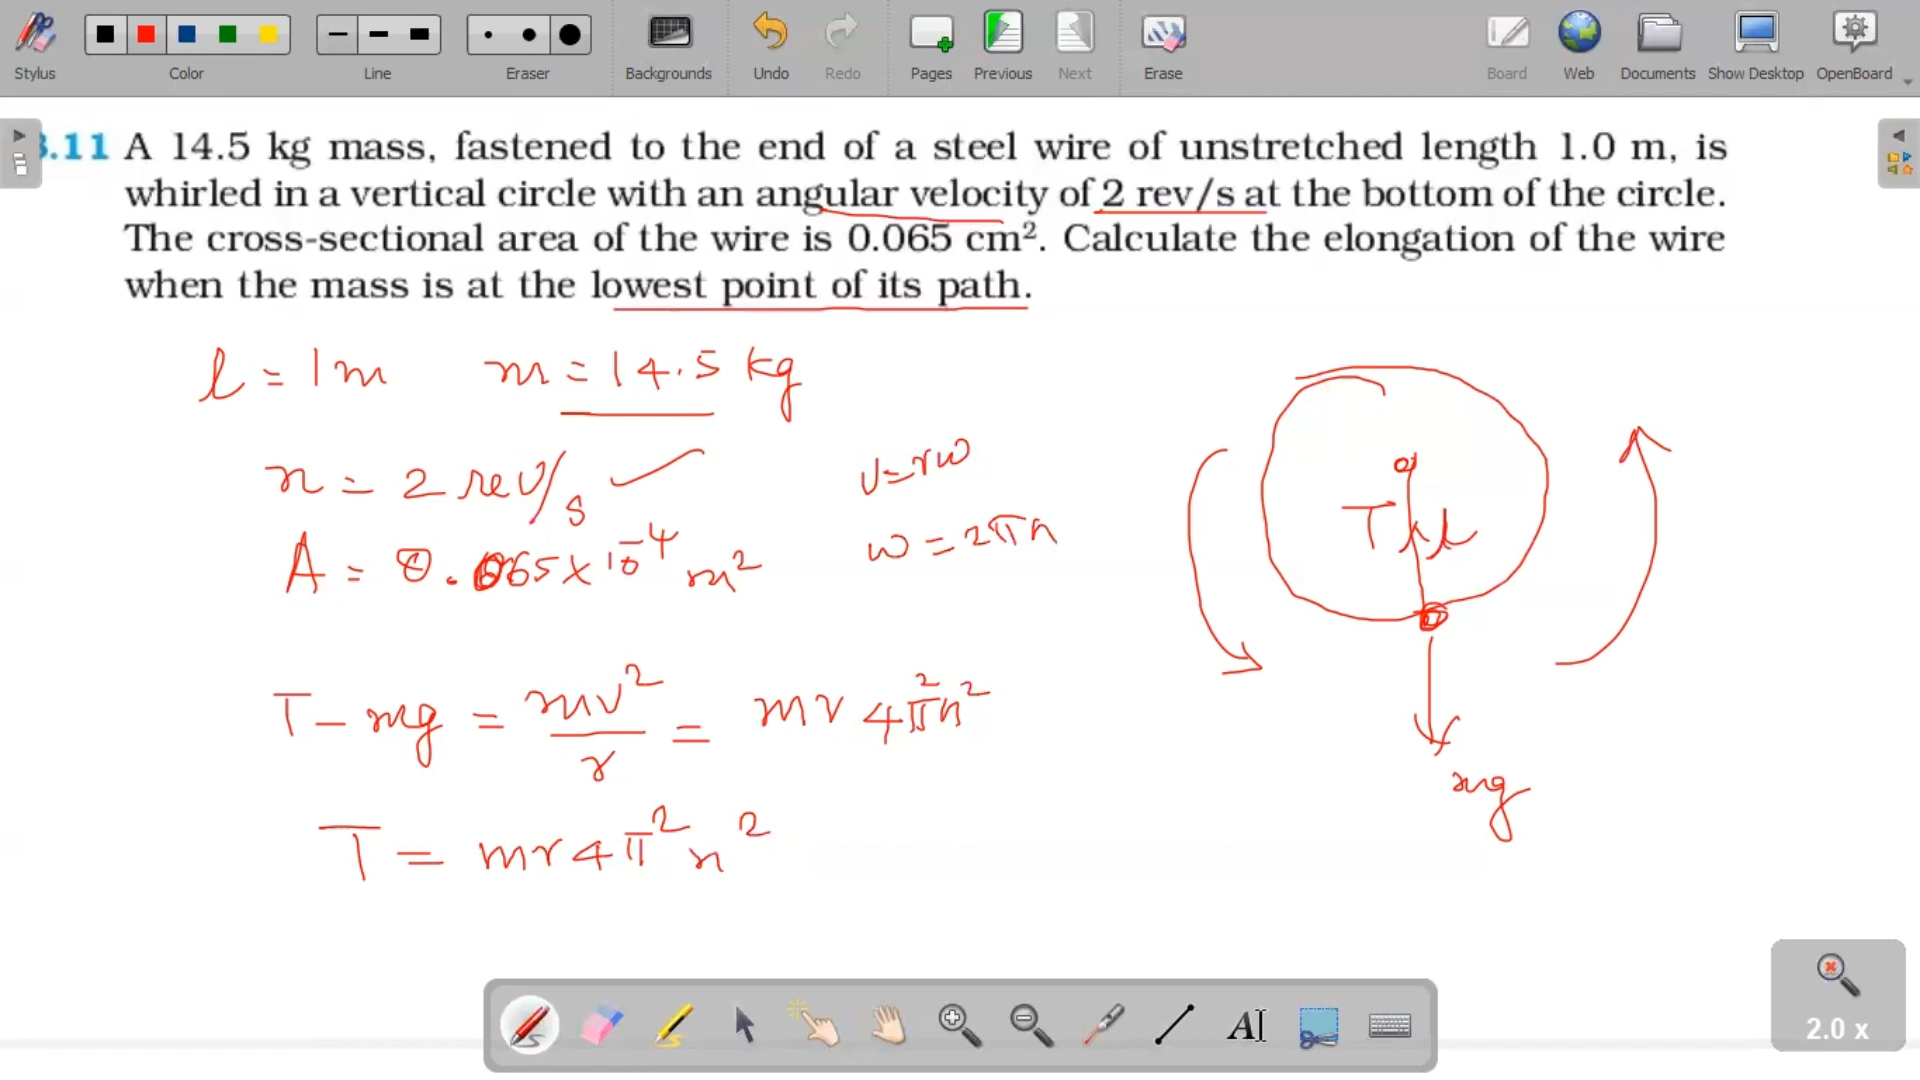 Stylus Color Line Eraser Backgrounds Undo Redo Pages Previous Next Erase Board Web Documents Show Desktop OpenBoard
.11 A 14.5 kg mass, fastened to the end of a steel wire of unstretched length 1.0 m, is
whirled in a vertical circle with an angular velocity of 2 rev/s at the bottom of the circle.
The cross-sectional area of the wire is 0.065 cm². Calculate the elongation of the wire
when the mass is at the lowest point of its path.
l = 1m m = 14.5 kg
n = 2 rev/s
v = rω
ω = 2πn
A = 0.065 × 10⁻⁴ m²
T l
T - mg = mv²/r = mr 4π²n²
mg
T = mr4π²n²
2.0 x